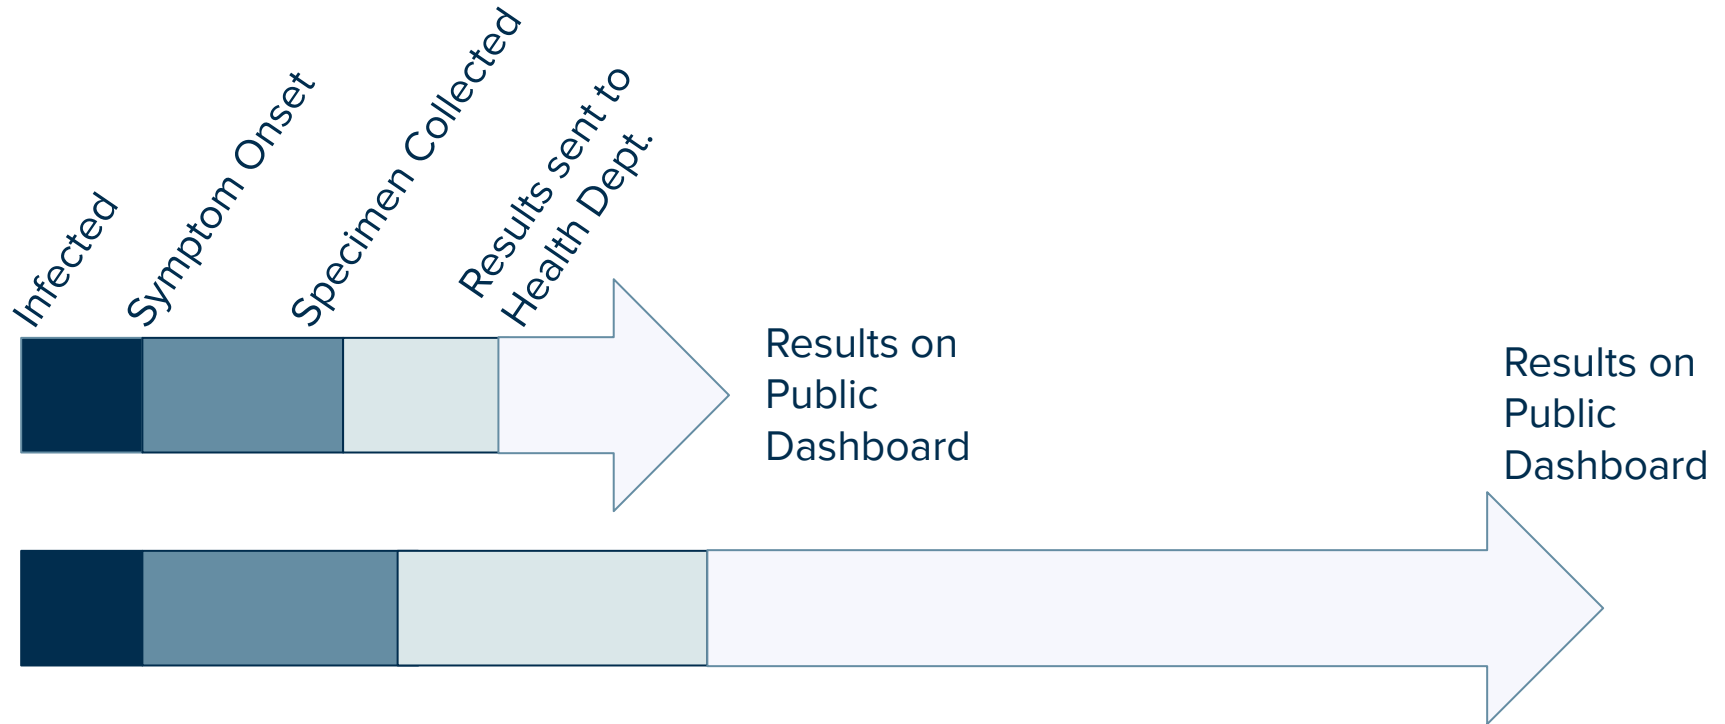 Infected
Symptom Onset
Specimen Collected
Results sent to
Health Dept.
Results on
Public
Dashboard
Results on
Public
Dashboard